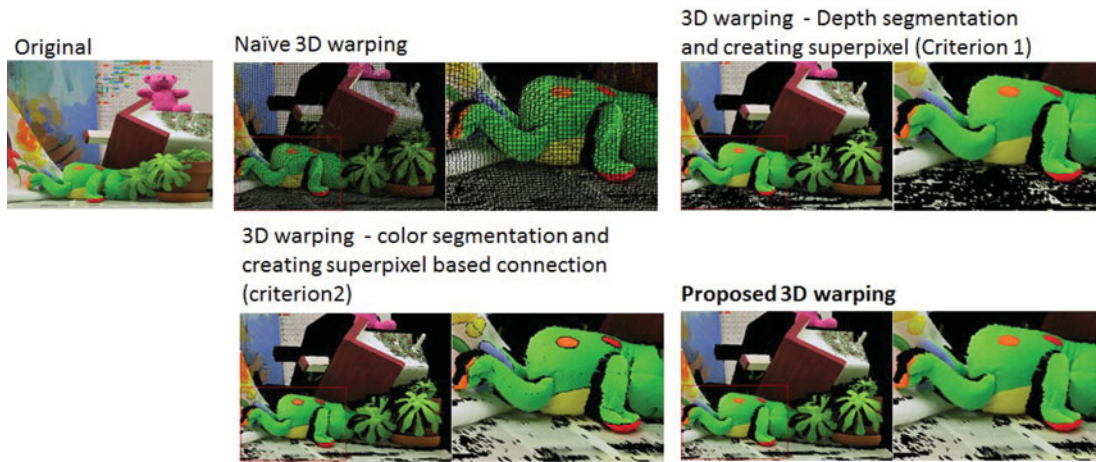 Original
Naïve 3D warping
3D warping - Depth segmentation
and creating superpixel (Criterion 1)
3D warping - color segmentation and
creating superpixel based connection
(criterion2)
Proposed 3D warping